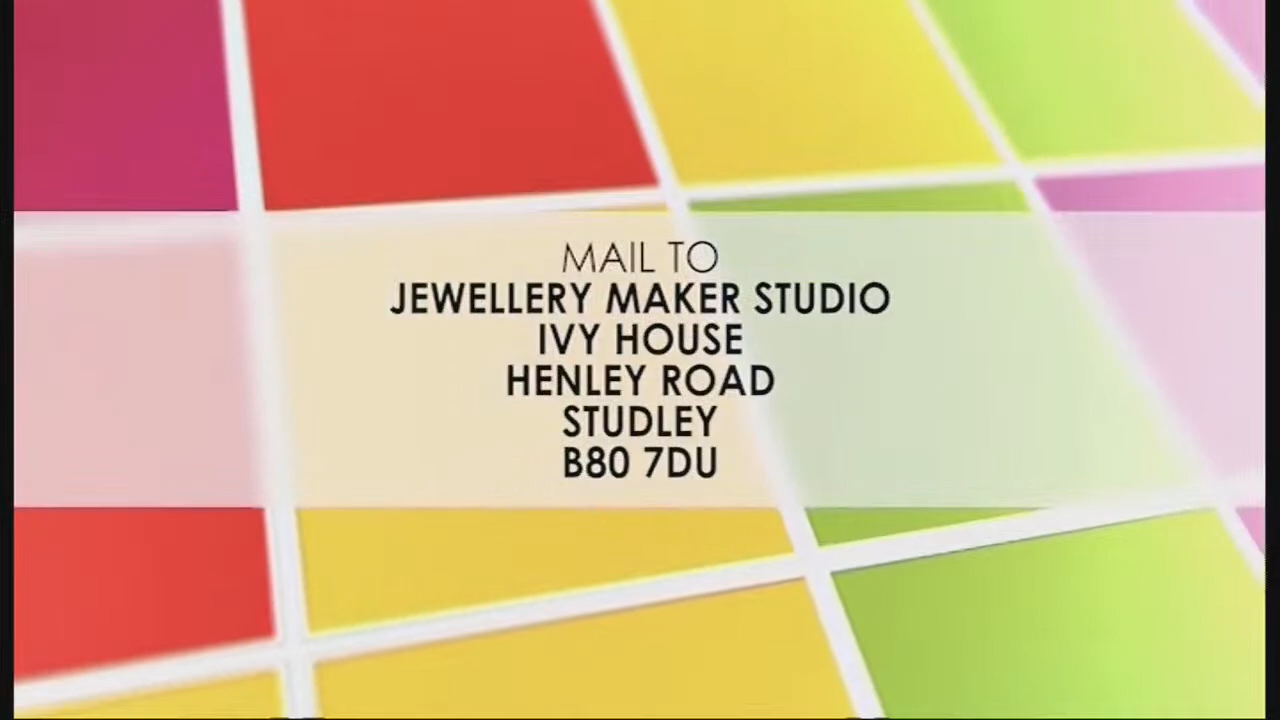 MAIL TO
JEWELLERY MAKER STUDIO
IVY HOUSE
HENLEY ROAD
STUDLEY
B80 7DU